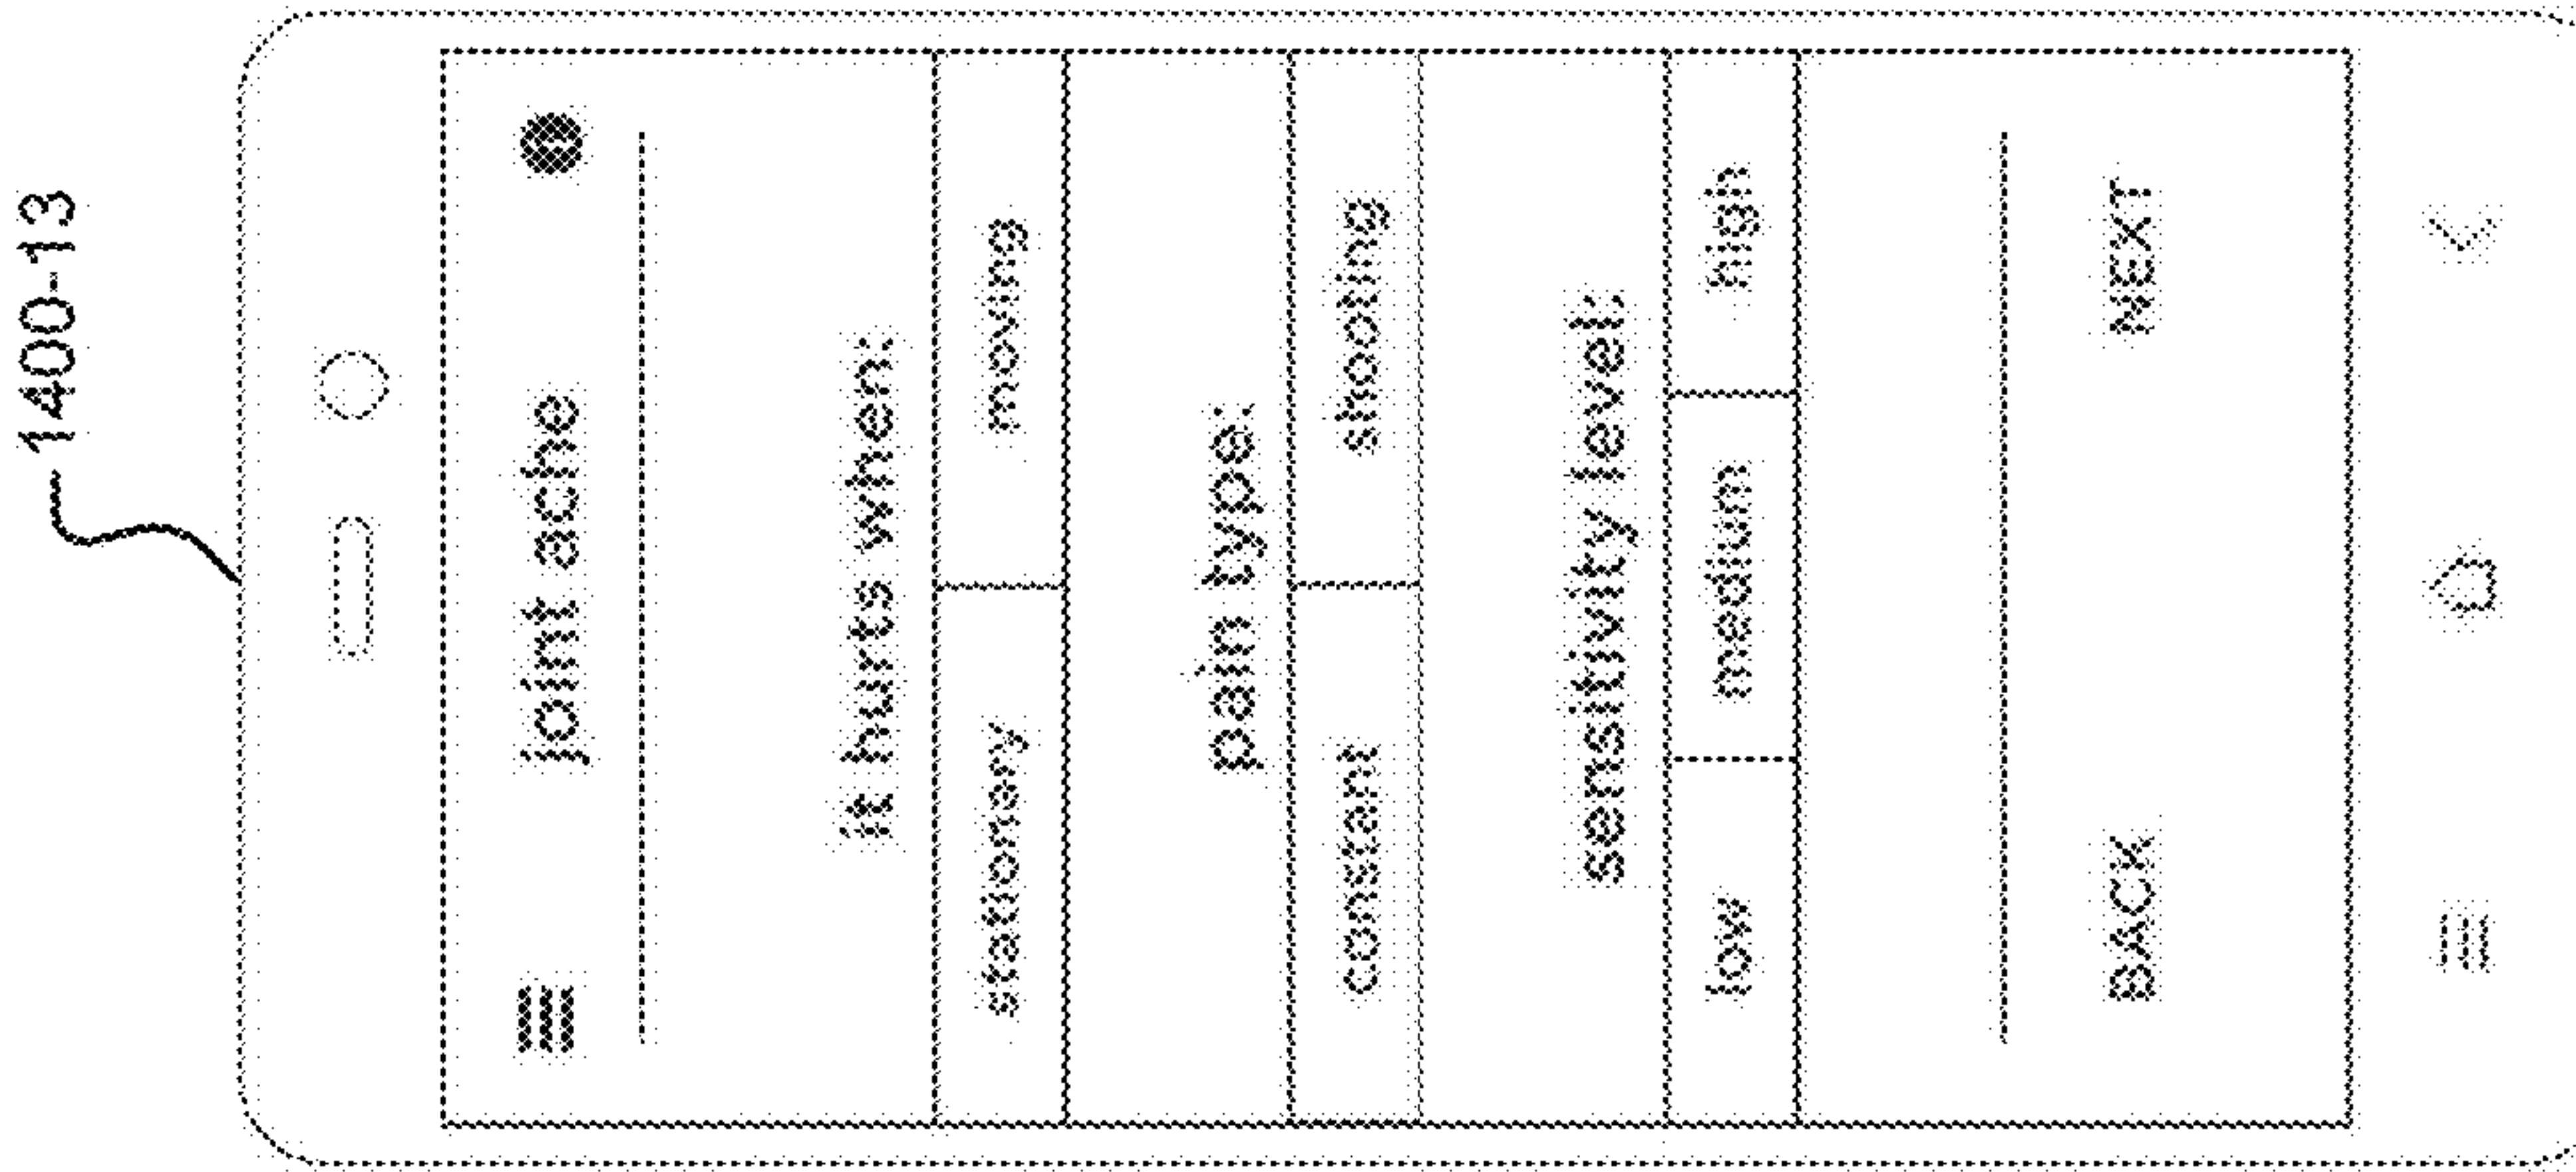 1400-13
joint ache
it hurts when:
stationery moving
pain type:
constant shooting
sensitivity level:
low medium high
BACK NEXT